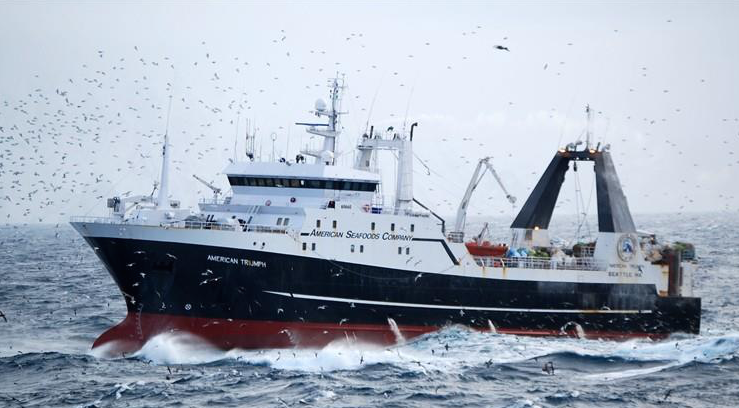 American Seafoods Company
AMERICAN TRIUMPH
SEATTLE WA